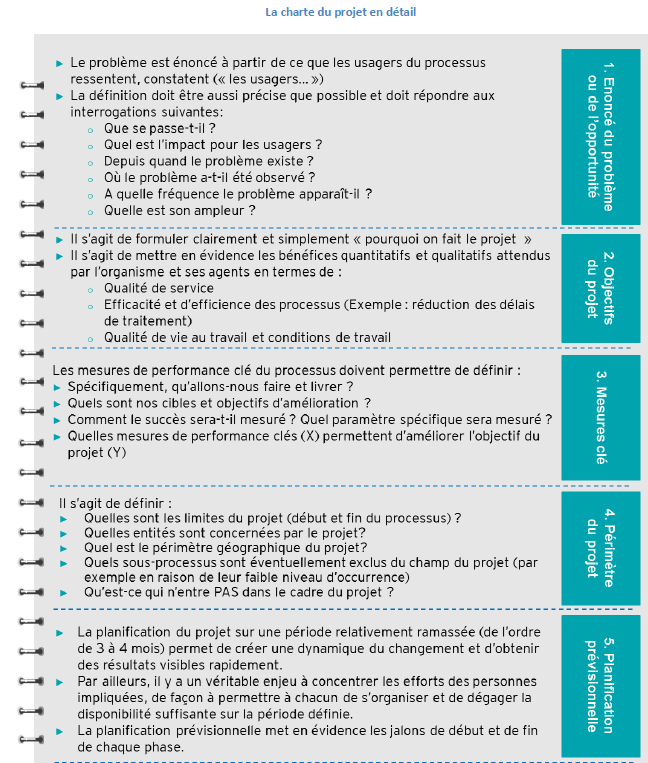 La charte du projet en détail
► Le problème est énoncé à partir de ce que les usagers du processus
ressentent, constatent (« les usagers... »)
► La définition doit être aussi précise que possible et doit répondre aux
interrogations suivantes:
o Que se passe-t-il ?
o Quel est l'impact pour les usagers ?
o Depuis quand le problème existe ?
o Où le problème a-t-il été observé ?
o A quelle fréquence le problème apparaît-il ?
o Quelle est son ampleur ?
1. Enoncé du problème
ou de l'opportunité
► Il s'agit de formuler clairement et simplement « pourquoi on fait le projet »
► Il s'agit de mettre en évidence les bénéfices quantitatifs et qualitatifs attendus
par l'organisme et ses agents en termes de :
o Qualité de service
o Efficacité et d'efficience des processus (Exemple : réduction des délais
de traitement)
o Qualité de vie au travail et conditions de travail
2. Objectifs
du projet
Les mesures de performance clé du processus doivent permettre de définir :
► Spécifiquement, qu'allons-nous faire et livrer ?
► Quels sont nos cibles et objectifs d'amélioration ?
► Comment le succès sera-t-il mesuré ? Quel paramètre spécifique sera mesuré ?
► Quelles mesures de performance clés (X) permettent d'améliorer l'objectif du
projet (Y)
3. Mesures clé
Il s'agit de définir :
► Quelles sont les limites du projet (début et fin du processus) ?
► Quelles entités sont concernées par le projet?
► Quel est le périmètre géographique du projet?
► Quels sous-processus sont éventuellement exclus du champ du projet (par
exemple en raison de leur faible niveau d'occurrence)
► Qu'est-ce qui n'entre PAS dans le cadre du projet ?
4. Périmètre
du projet
► La planification du projet sur une période relativement ramassée (de l'ordre
de 3 à 4 mois) permet de créer une dynamique du changement et d'obtenir
des résultats visibles rapidement.
► Par ailleurs, il y a un véritable enjeu à concentrer les efforts des personnes
impliquées, de façon à permettre à chacun de s'organiser et de dégager la
disponibilité suffisante sur la période définie.
► La planification prévisionnelle met en évidence les jalons de début et de fin
de chaque phase.
5. Planification
prévisionnelle